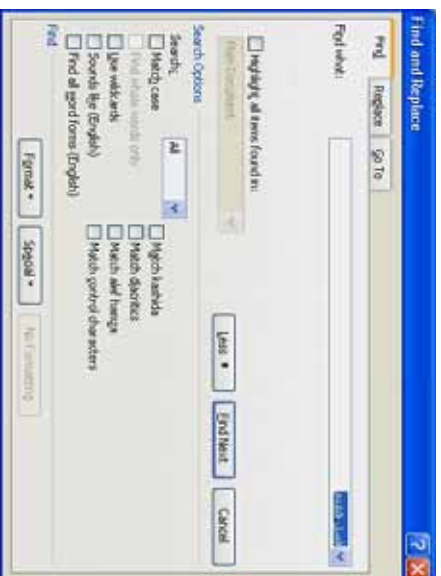 Find and Replace
Find Replace Go To
Find what:
Highlight all items found in:
Main Document
Less Find Next Cancel
Search Options
Search: All
Match case
Find whole words only
Use wildcards
Sounds like (English)
Find all word forms (English)
Match kashida
Match diacritics
Match alef hamza
Match control characters
Find
Format Special No Formatting